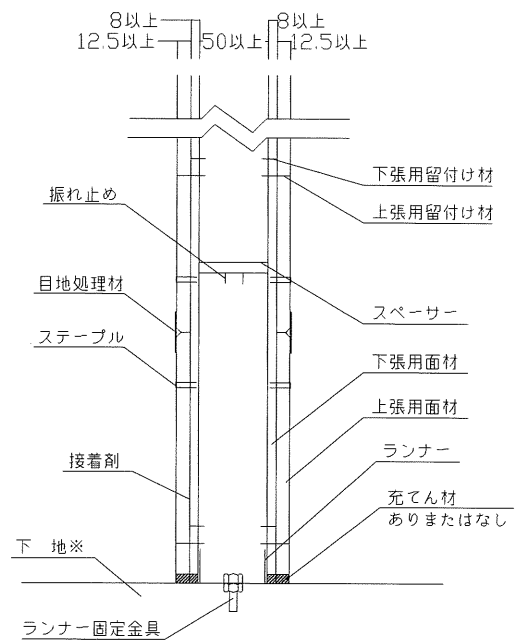 8以上
8以上
12.5以上
50以上
12.5以上
下張用留付け材
振れ止め
上張用留付け材
目地処理材
スペーサー
ステープル
下張用面材
上張用面材
ランナー
接着剤
充てん材
ありまたはなし
下 地※
ランナー固定金具